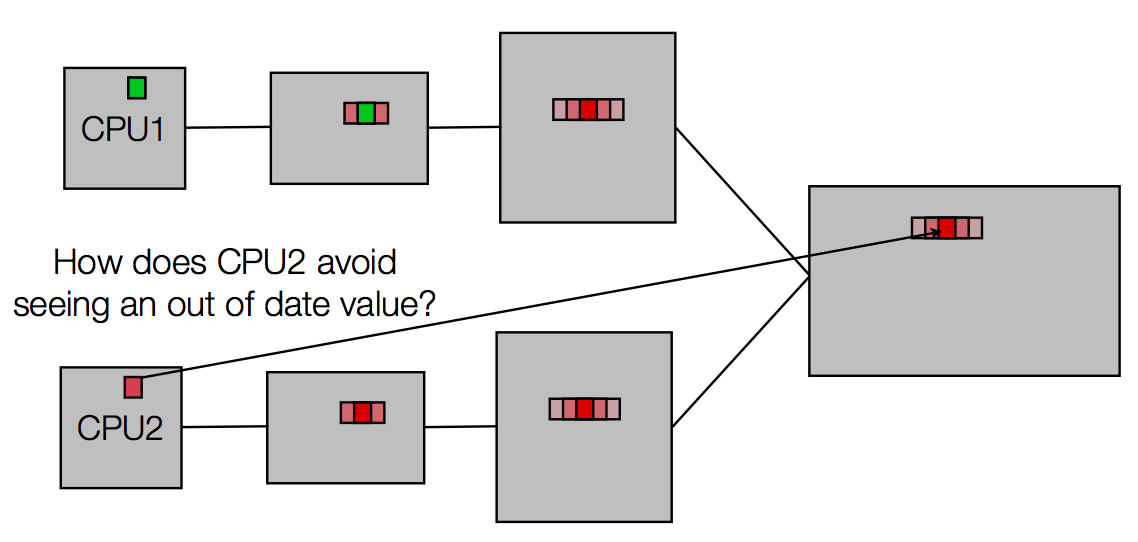 CPU1
How does CPU2 avoid
seeing an out of date value?
CPU2